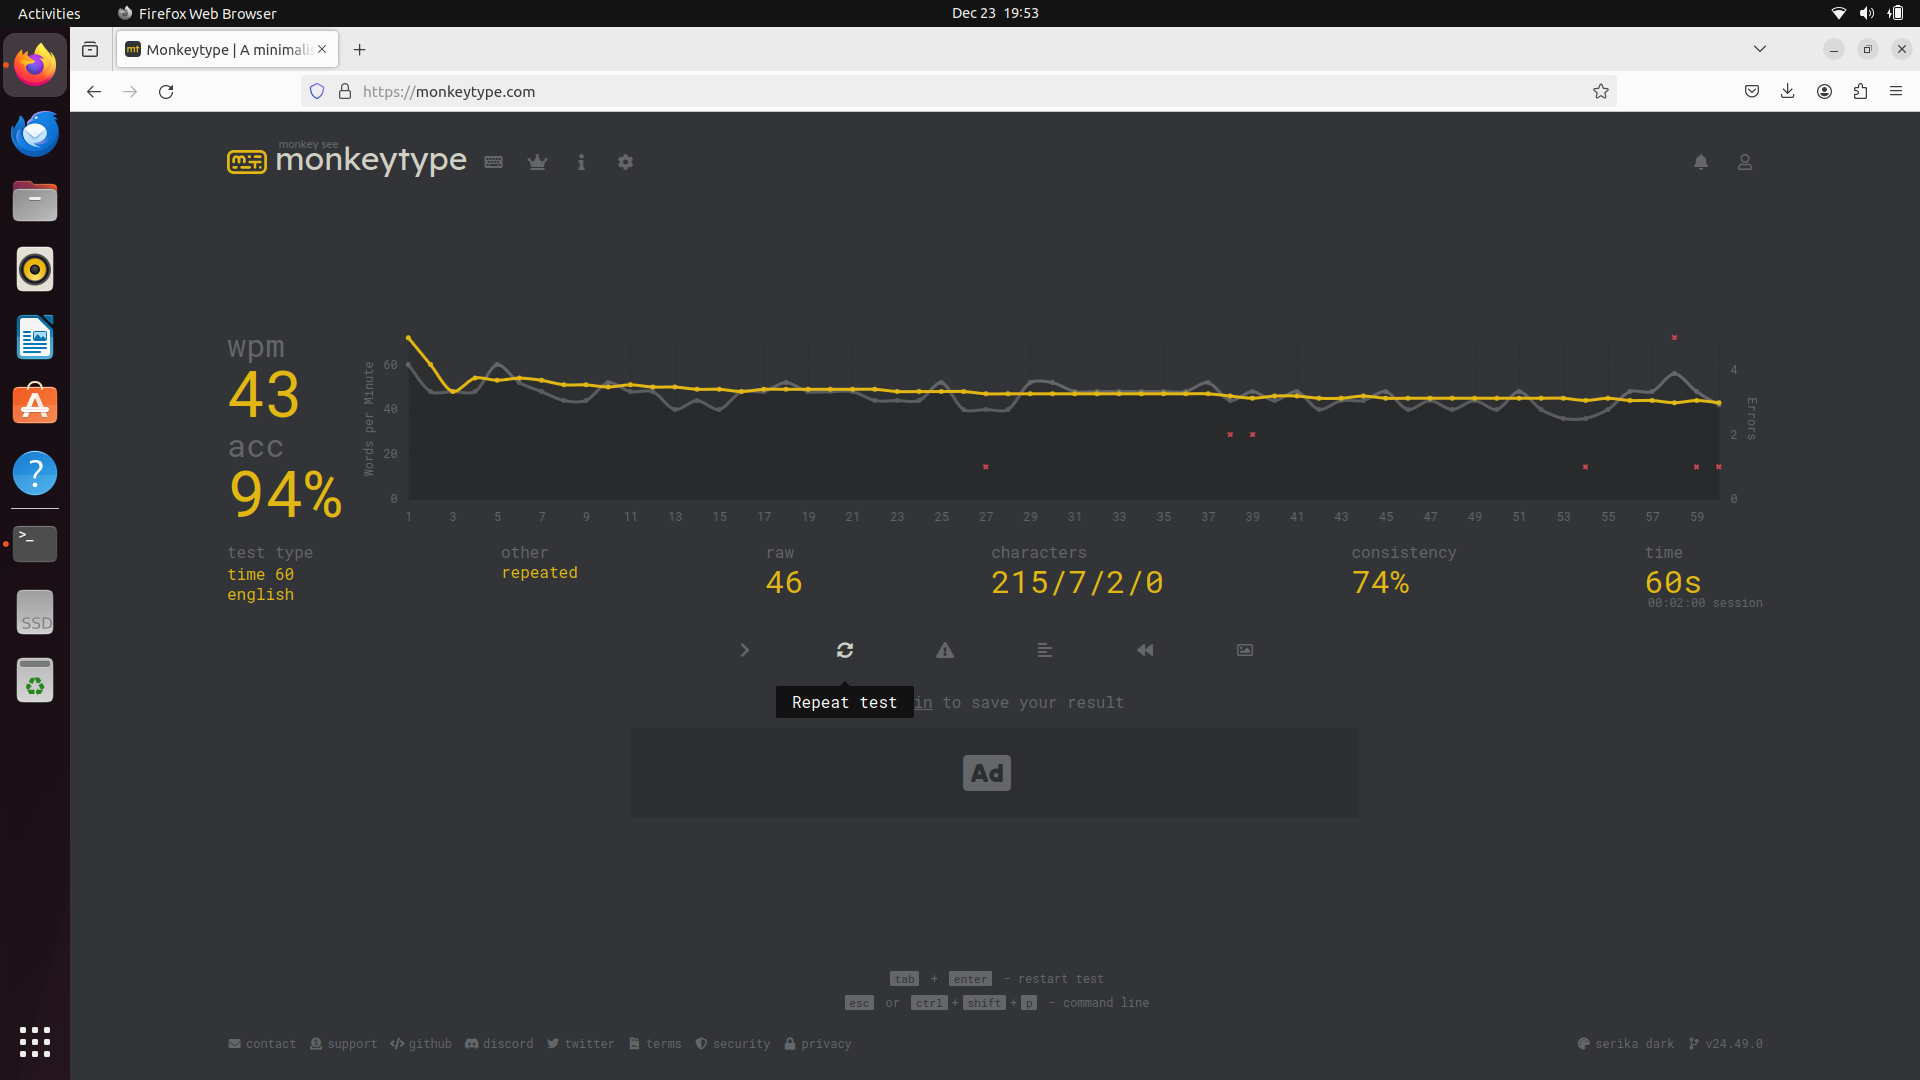 Activities
Firefox Web Browser
Dec 23 19:53
mt
Monkeytype | A minimali
https://monkeytype.com
monkey see
monkeytype
wpm
43
acc
94%
Words per Minute
60
40
20
0
4
2
0
Errors
1 3 5 7 9 11 13 15 17 19 21 23 25 27 29 31 33 35 37 39 41 43 45 47 49 51 53 55 57 59
test type
time 60
english
other
repeated
raw
46
characters
215/7/2/0
consistency
74%
time
60s
00:02:00 session
Repeat test
in to save your result
Ad
tab + enter - restart test
esc or ctrl + shift + p - command line
contact support github discord twitter terms security privacy
serika dark v24.49.0
>_
?
SSD